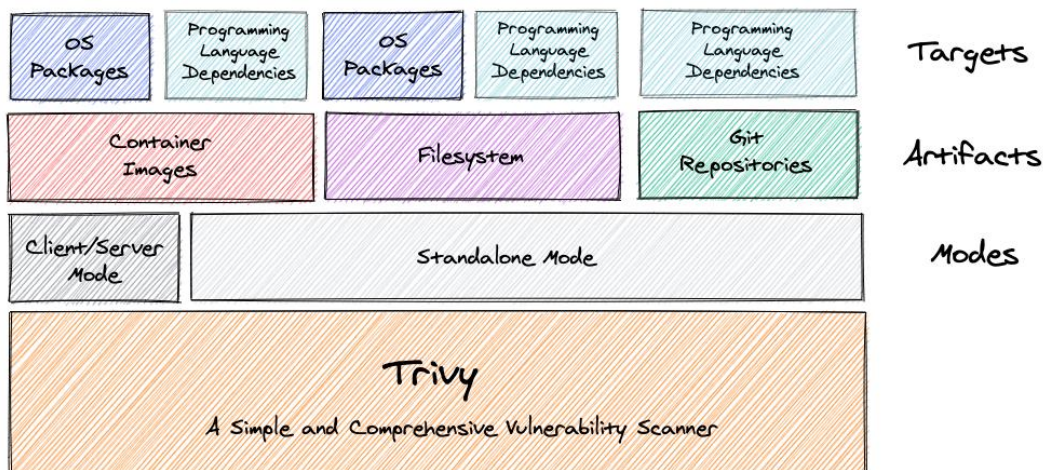 OS
Packages
Programming
Language
Dependencies
OS
Packages
Programming
Language
Dependencies
Programming
Language
Dependencies
Targets
Container
Images
Filesystem
Git
Repositories
Artifacts
Client/Server
Mode
Standalone Mode
Modes
Trivy
A Simple and Comprehensive Vulnerability Scanner